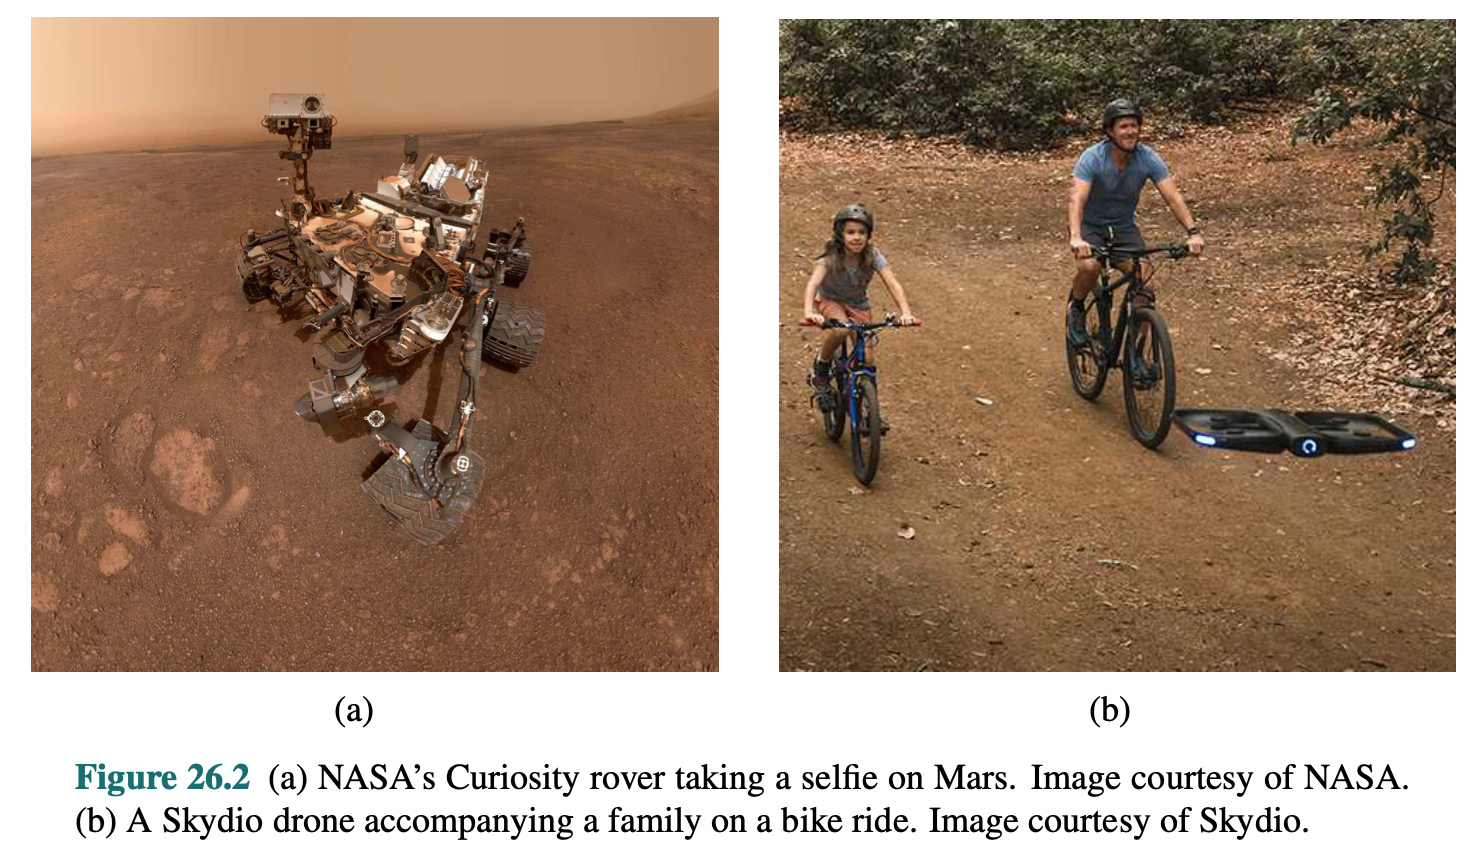 (a)
(b)
Figure 26.2 (a) NASA’s Curiosity rover taking a selfie on Mars. Image courtesy of NASA.
(b) A Skydio drone accompanying a family on a bike ride. Image courtesy of Skydio.